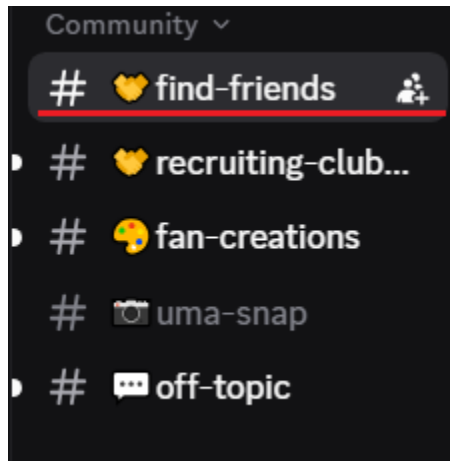 Community
# 🤝find-friends
# 🤝recruiting-club...
# 🎨fan-creations
# 📷uma-snap
# 💬off-topic